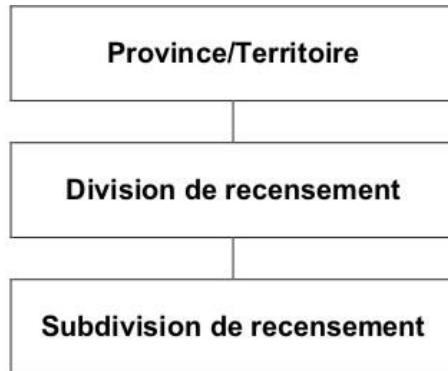 Province/Territoire
Division de recensement
Subdivision de recensement